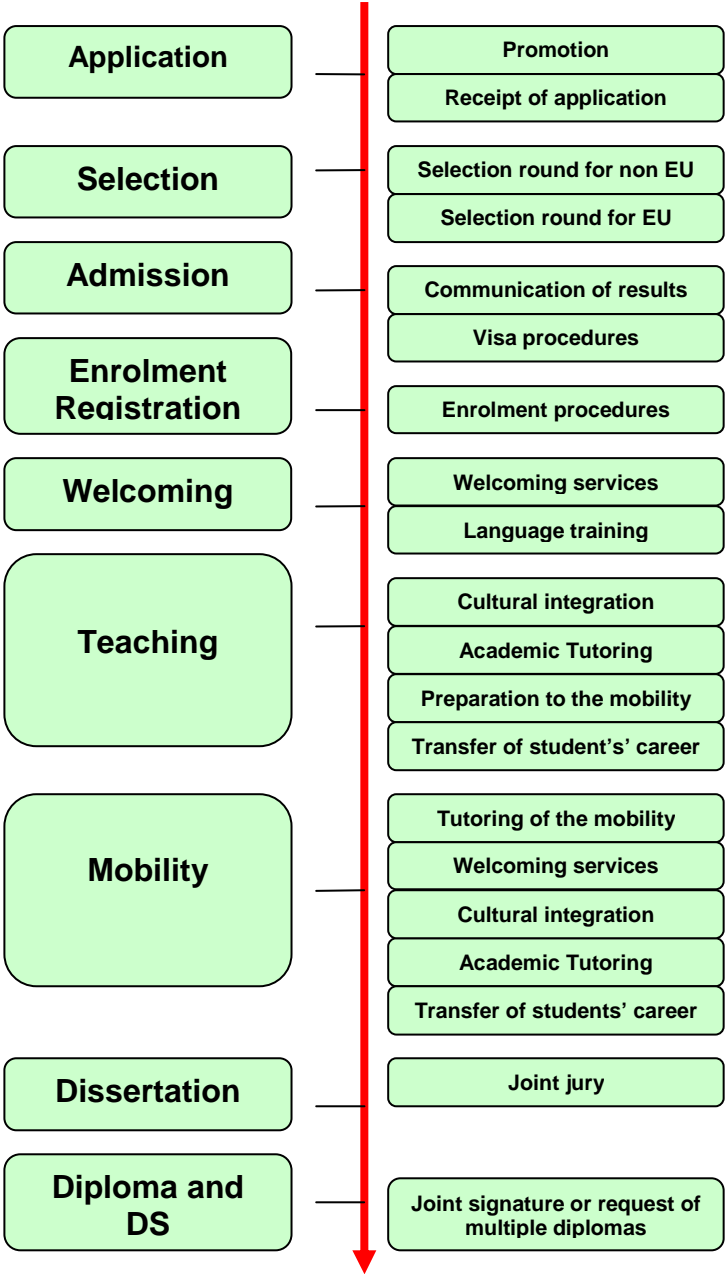 Application
Promotion
Receipt of application
Selection
Selection round for non EU
Selection round for EU
Admission
Communication of results
Visa procedures
Enrolment
Registration
Enrolment procedures
Welcoming
Welcoming services
Language training
Teaching
Cultural integration
Academic Tutoring
Preparation to the mobility
Transfer of student's’ career
Mobility
Tutoring of the mobility
Welcoming services
Cultural integration
Academic Tutoring
Transfer of students’ career
Dissertation
Joint jury
Diploma and
DS
Joint signature or request of
multiple diplomas